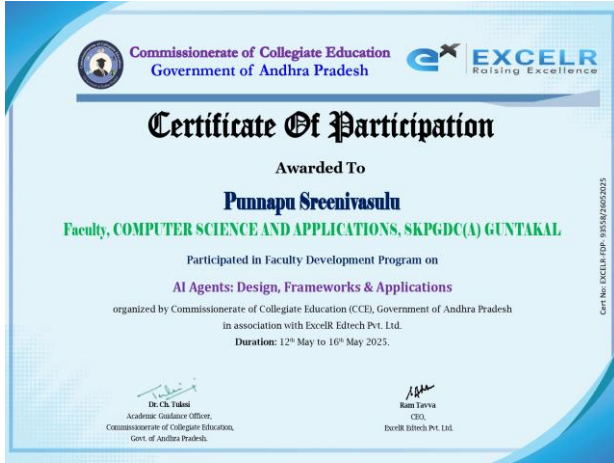 Commissionerate of Collegiate Education
Government of Andhra Pradesh
ex EXCELR
Raising Excellence
Certificate Of Participation
Awarded To
Punnapu Sreenivasulu
Faculty, COMPUTER SCIENCE AND APPLICATIONS, SKPGDC(A) GUNTAKAL
Participated in Faculty Development Program on
AI Agents: Design, Frameworks & Applications
organized by Commissionerate of Collegiate Education (CCE), Government of Andhra Pradesh
in association with ExcelR Edtech Pvt. Ltd.
Duration: 12th May to 16th May 2025.
Dr. Ch. Tulasi
Academic Guidance Officer,
Commissionerate of Collegiate Education,
Govt. of Andhra Pradesh.
Ram Tavva
CEO,
ExcelR Edtech Pvt. Ltd.
Cert No: EXCELR-FDP- 93558/26052025